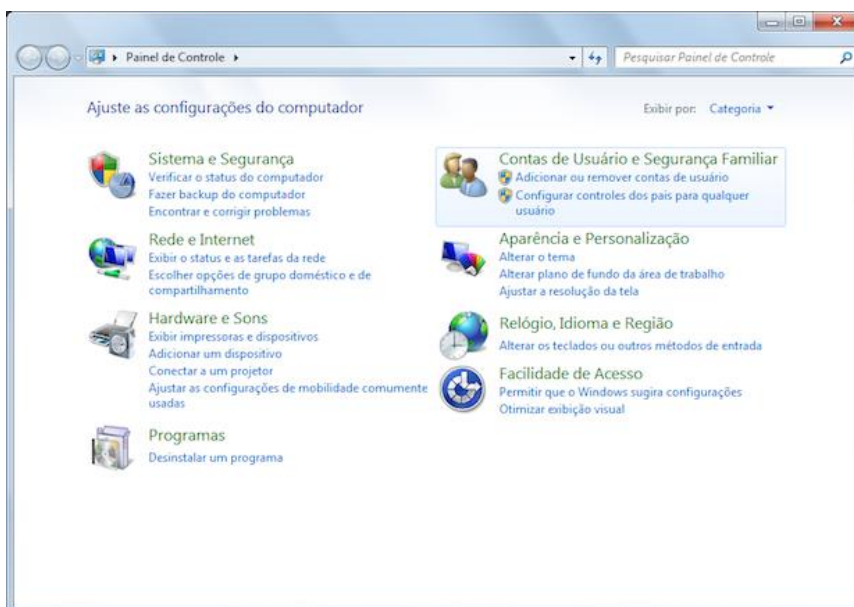 Painel de Controle
Pesquisar Painel de Controle
Ajuste as configurações do computador
Exibir por: Categoria
Sistema e Segurança
Verificar o status do computador
Fazer backup do computador
Encontrar e corrigir problemas
Rede e Internet
Exibir o status e as tarefas da rede
Escolher opções de grupo doméstico e de
compartilhamento
Hardware e Sons
Exibir impressoras e dispositivos
Adicionar um dispositivo
Conectar a um projetor
Ajustar as configurações de mobilidade comumente
usadas
Programas
Desinstalar um programa
Contas de Usuário e Segurança Familiar
Adicionar ou remover contas de usuário
Configurar controles dos pais para qualquer
usuário
Aparência e Personalização
Alterar o tema
Alterar plano de fundo da área de trabalho
Ajustar a resolução da tela
Relógio, Idioma e Região
Alterar os teclados ou outros métodos de entrada
Facilidade de Acesso
Permitir que o Windows sugira configurações
Otimizar exibição visual